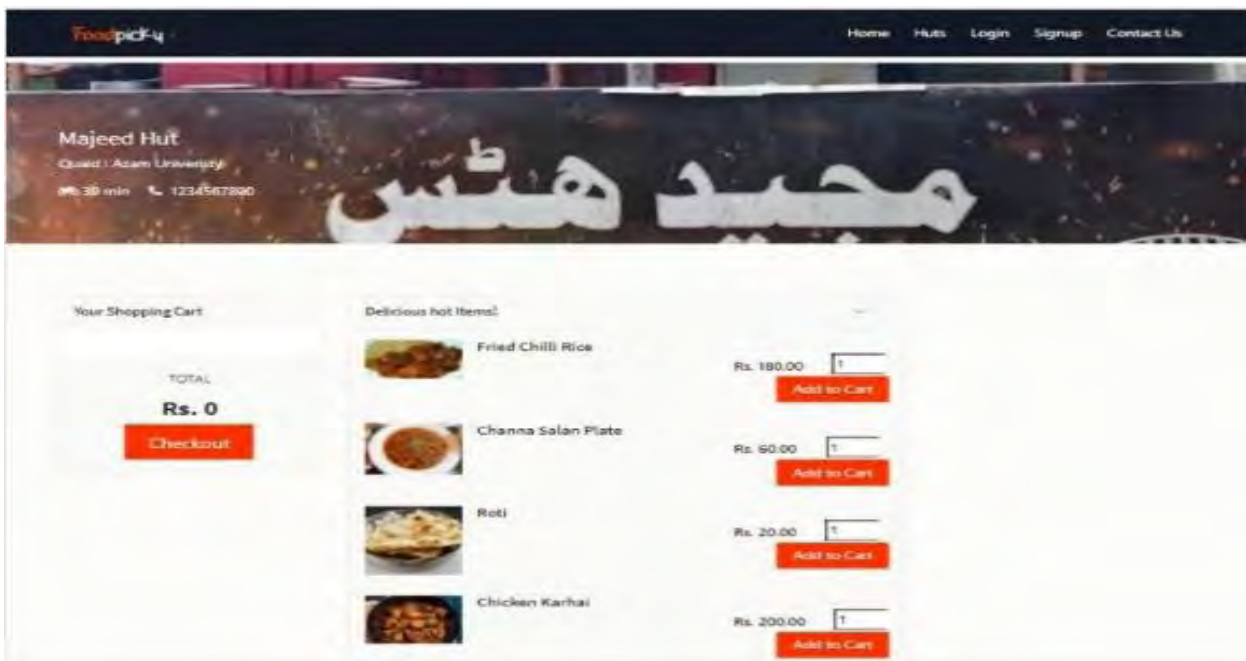 Foodpick-4
Home Huts Login Signup Contact Us
Majeed Hut
Quaid i Azam University
30 min 1234567890
مجید هٹس
Your Shopping Cart
TOTAL
Rs. 0
Checkout
Delicious hot items!
Fried Chilli Rice
Rs. 180.00 1
Add to Cart
Channa Salan Plate
Rs. 60.00 1
Add to Cart
Roti
Rs. 20.00 1
Add to Cart
Chicken Karhai
Rs. 200.00 1
Add to Cart